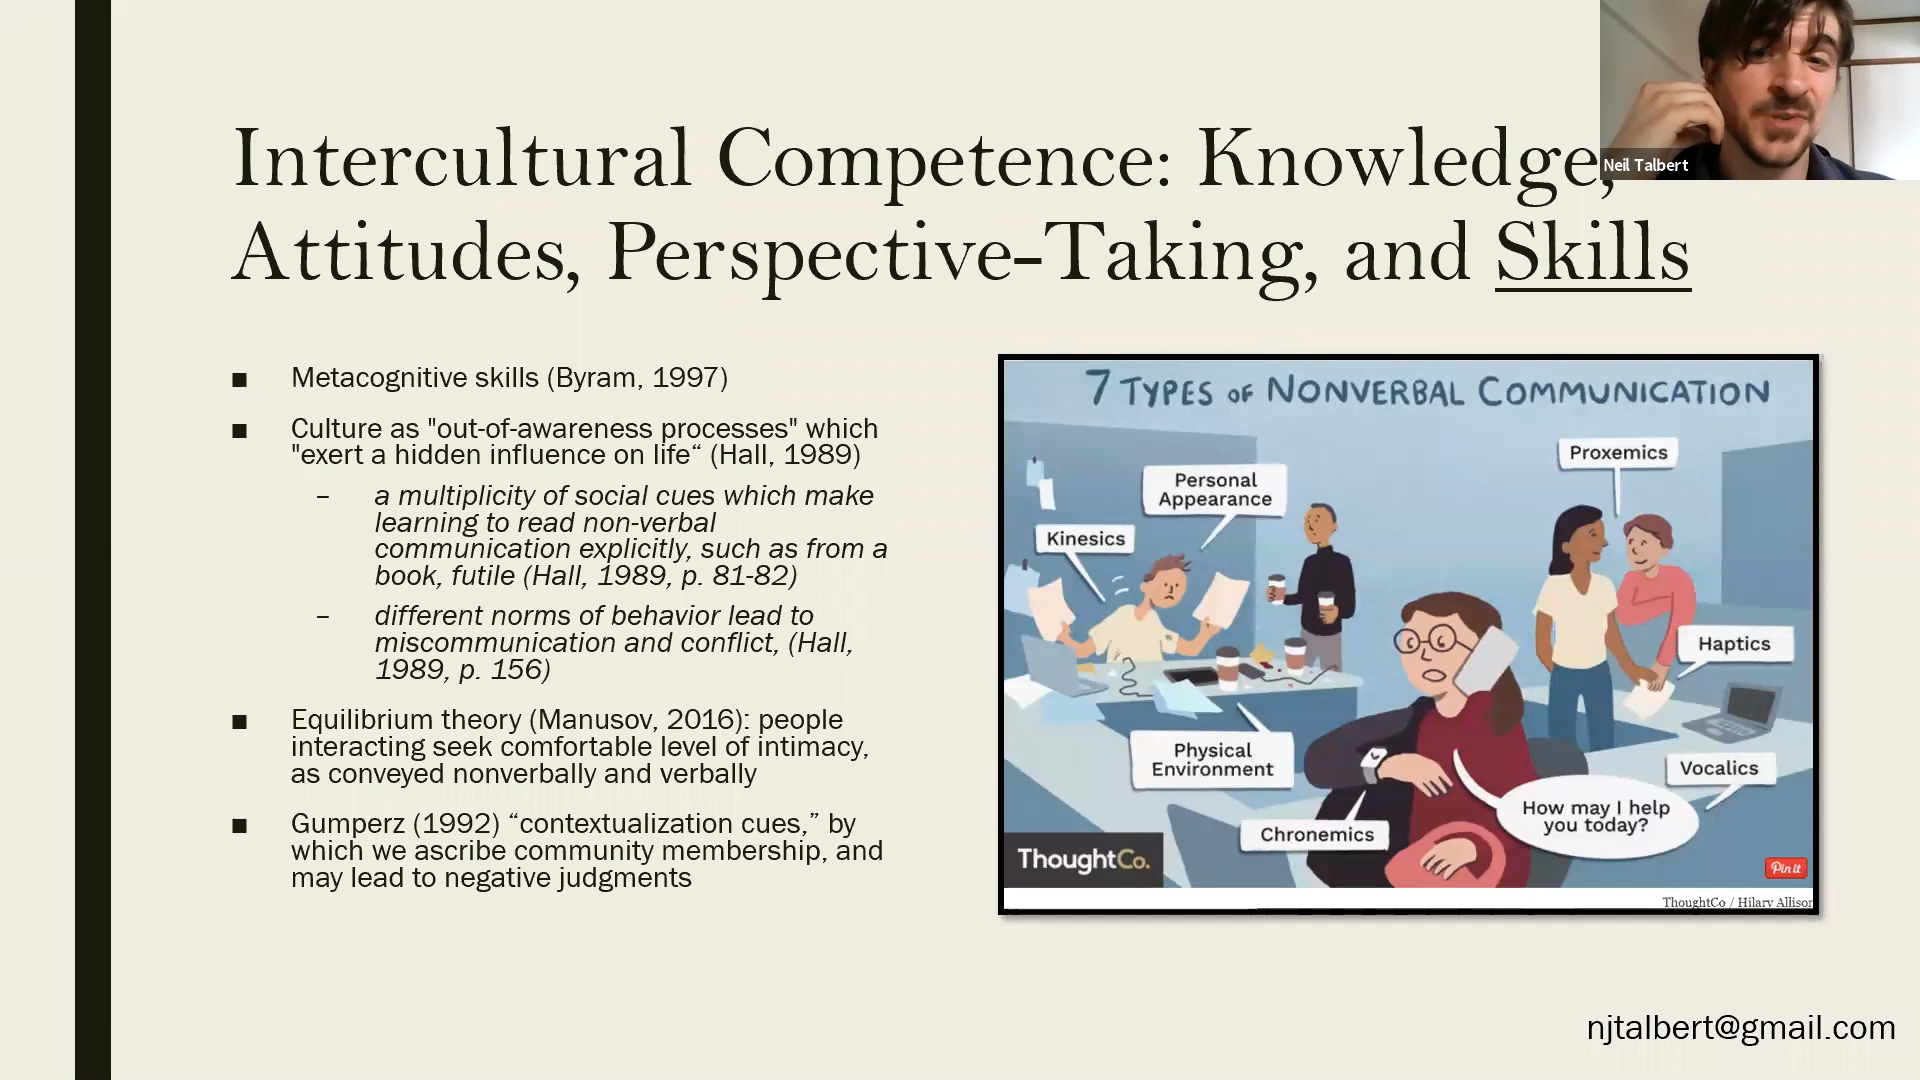 Intercultural Competence: Knowledge,
Attitudes, Perspective-Taking, and Skills
Neil Talbert
■ Metacognitive skills (Byram, 1997)
■ Culture as "out-of-awareness processes" which
"exert a hidden influence on life“ (Hall, 1989)
– a multiplicity of social cues which make
learning to read non-verbal
communication explicitly, such as from a
book, futile (Hall, 1989, p. 81-82)
– different norms of behavior lead to
miscommunication and conflict, (Hall,
1989, p. 156)
■ Equilibrium theory (Manusov, 2016): people
interacting seek comfortable level of intimacy,
as conveyed nonverbally and verbally
■ Gumperz (1992) “contextualization cues,” by
which we ascribe community membership, and
may lead to negative judgments
7 TYPES OF NONVERBAL COMMUNICATION
Proxemics
Personal
Appearance
Kinesics
Haptics
Physical
Environment
Vocalics
How may I help
you today?
Chronemics
ThoughtCo.
Pin it
ThoughtCo / Hilary Allison
njtalbert@gmail.com